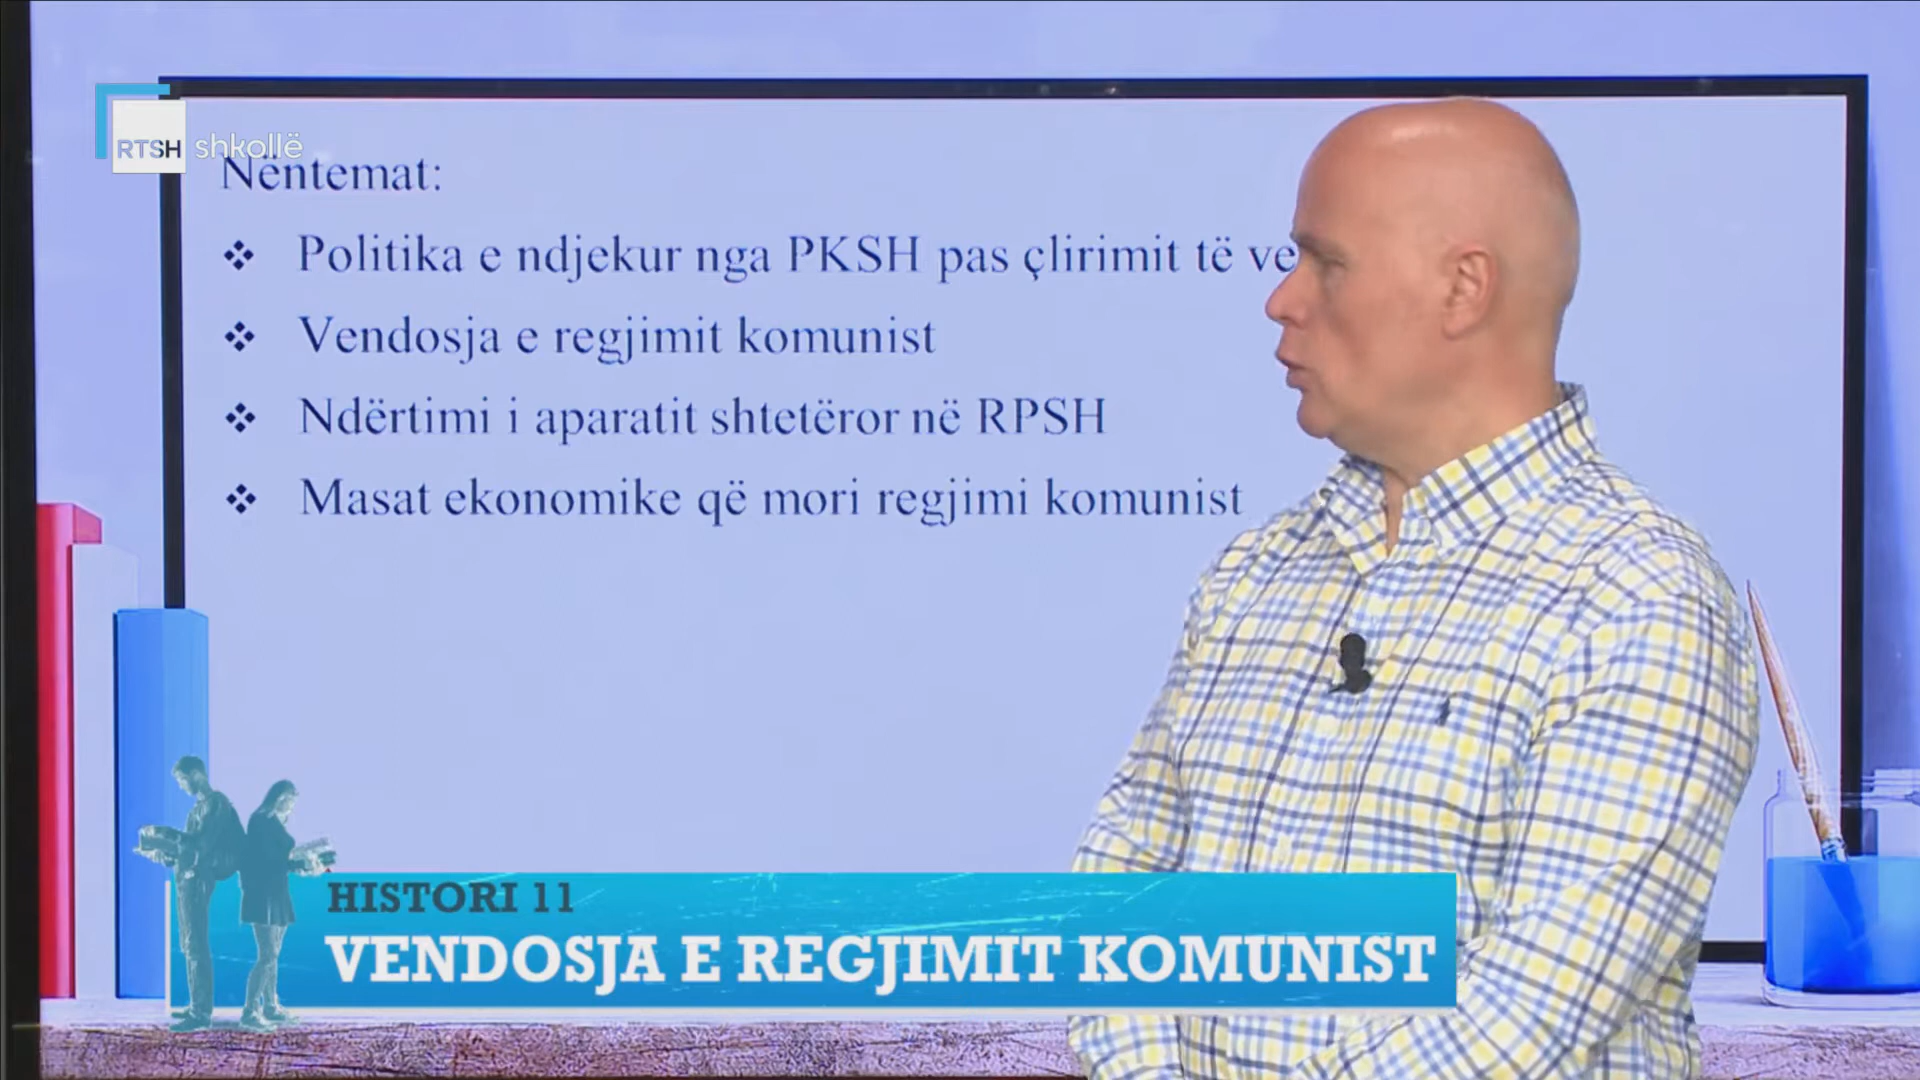 RTSH shkollë
Nëntemat:
❖ Politika e ndjekur nga PKSH pas çlirimit të
❖ Vendosja e regjimit komunist
❖ Ndërtimi i aparatit shtetëror në RPSH
❖ Masat ekonomike që mori regjimi komunist
HISTORI 11
VENDOSJA E REGJIMIT KOMUNIST